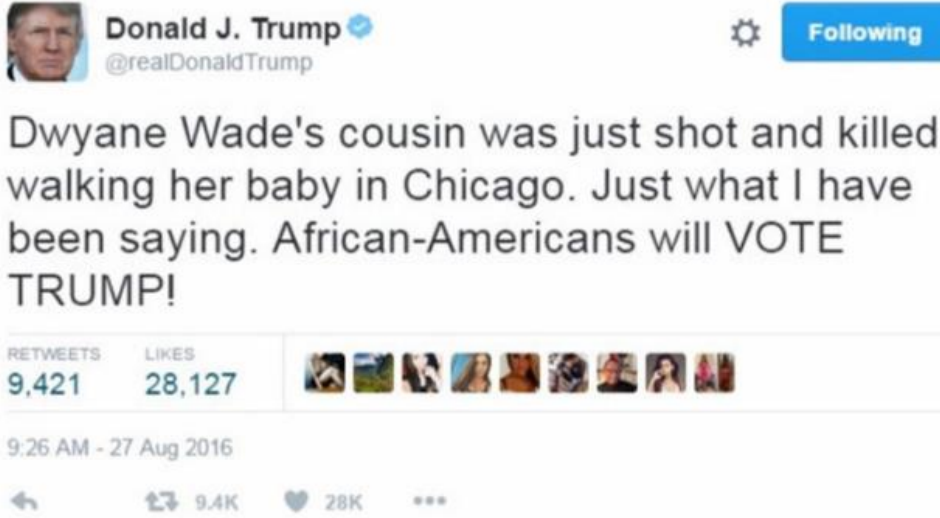 Donald J. Trump
@realDonaldTrump
Following
Dwyane Wade's cousin was just shot and killed
walking her baby in Chicago. Just what I have
been saying. African-Americans will VOTE
TRUMP!
RETWEETS LIKES
9,421 28,127
9:26 AM - 27 Aug 2016
9.4K 28K